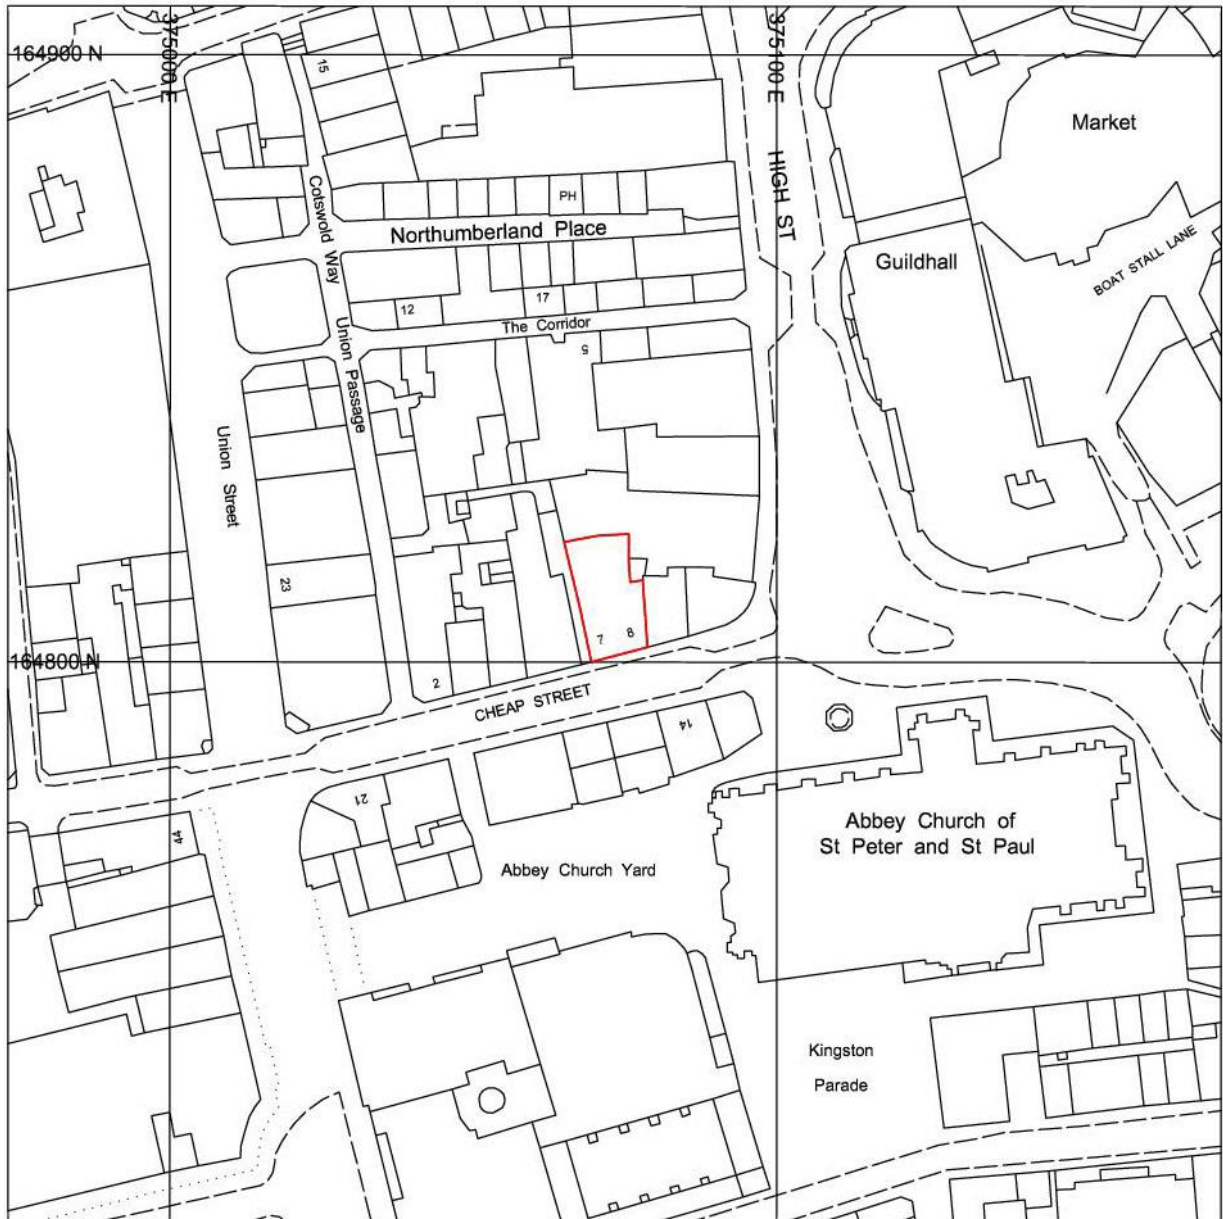 164900 N
375000 E
375100 E
15
Market
HIGH ST
Cotswold Way
PH
Northumberland Place
Guildhall
BOAT STALL LANE
12
17
The Corridor
5
Union Passage
Union Street
23
7
8
164800 N
2
CHEAP STREET
14
21
44
Abbey Church of
St Peter and St Paul
Abbey Church Yard
Kingston
Parade